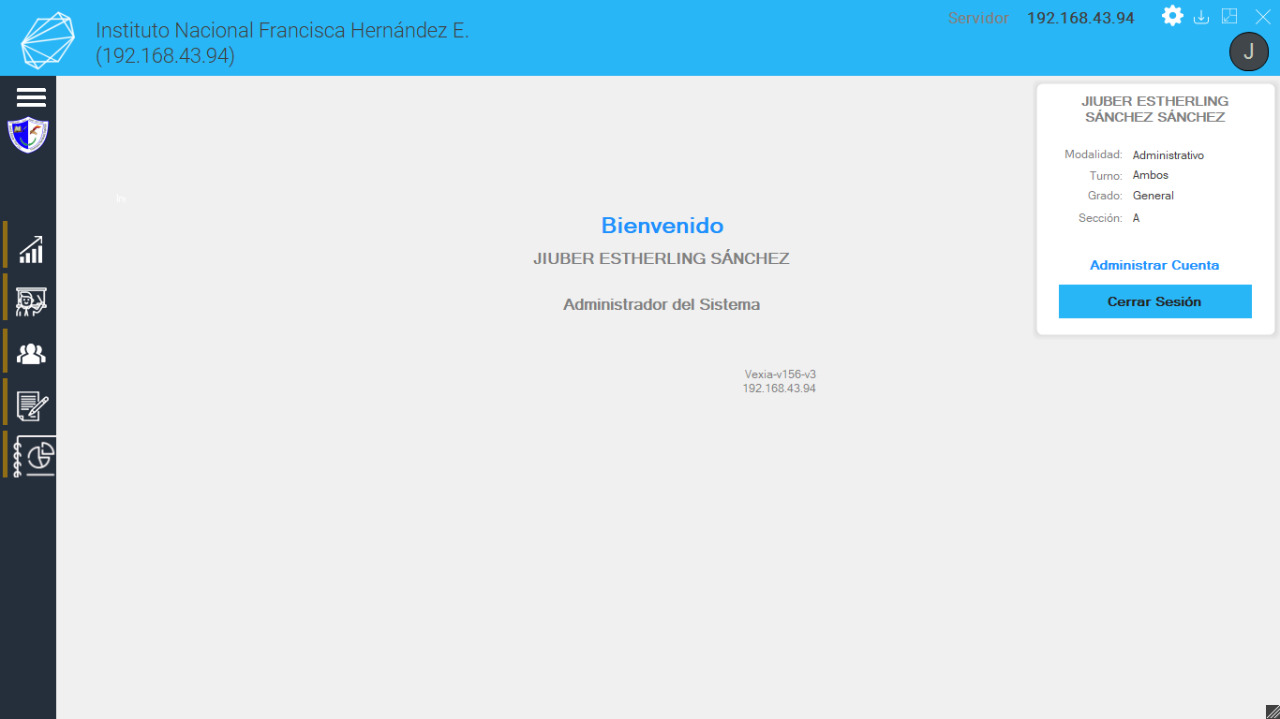 Instituto Nacional Francisca Hernández E.
(192.168.43.94)
Servidor 192.168.43.94
J
JIUBER ESTHERLING
SÁNCHEZ SÁNCHEZ
Modalidad: Administrativo
Turno: Ambos
Grado: General
Sección: A
Administrar Cuenta
Cerrar Sesión
in
Bienvenido
JIUBER ESTHERLING SÁNCHEZ
Administrador del Sistema
Vexia-v156-v3
192.168.43.94